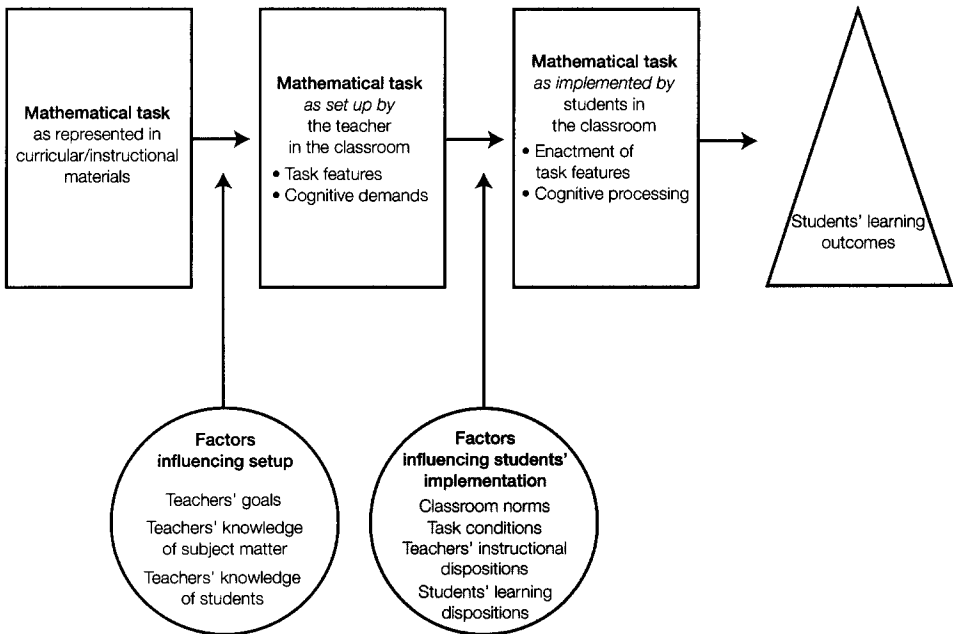 Mathematical task
as represented in
curricular/instructional
materials
Mathematical task
as set up by
the teacher
in the classroom
• Task features
• Cognitive demands
Mathematical task
as implemented by
students in
the classroom
• Enactment of
task features
• Cognitive processing
Students' learning
outcomes
Factors
influencing setup
Teachers' goals
Teachers' knowledge
of subject matter
Teachers' knowledge
of students
Factors
influencing students'
implementation
Classroom norms
Task conditions
Teachers' instructional
dispositions
Students' learning
dispositions